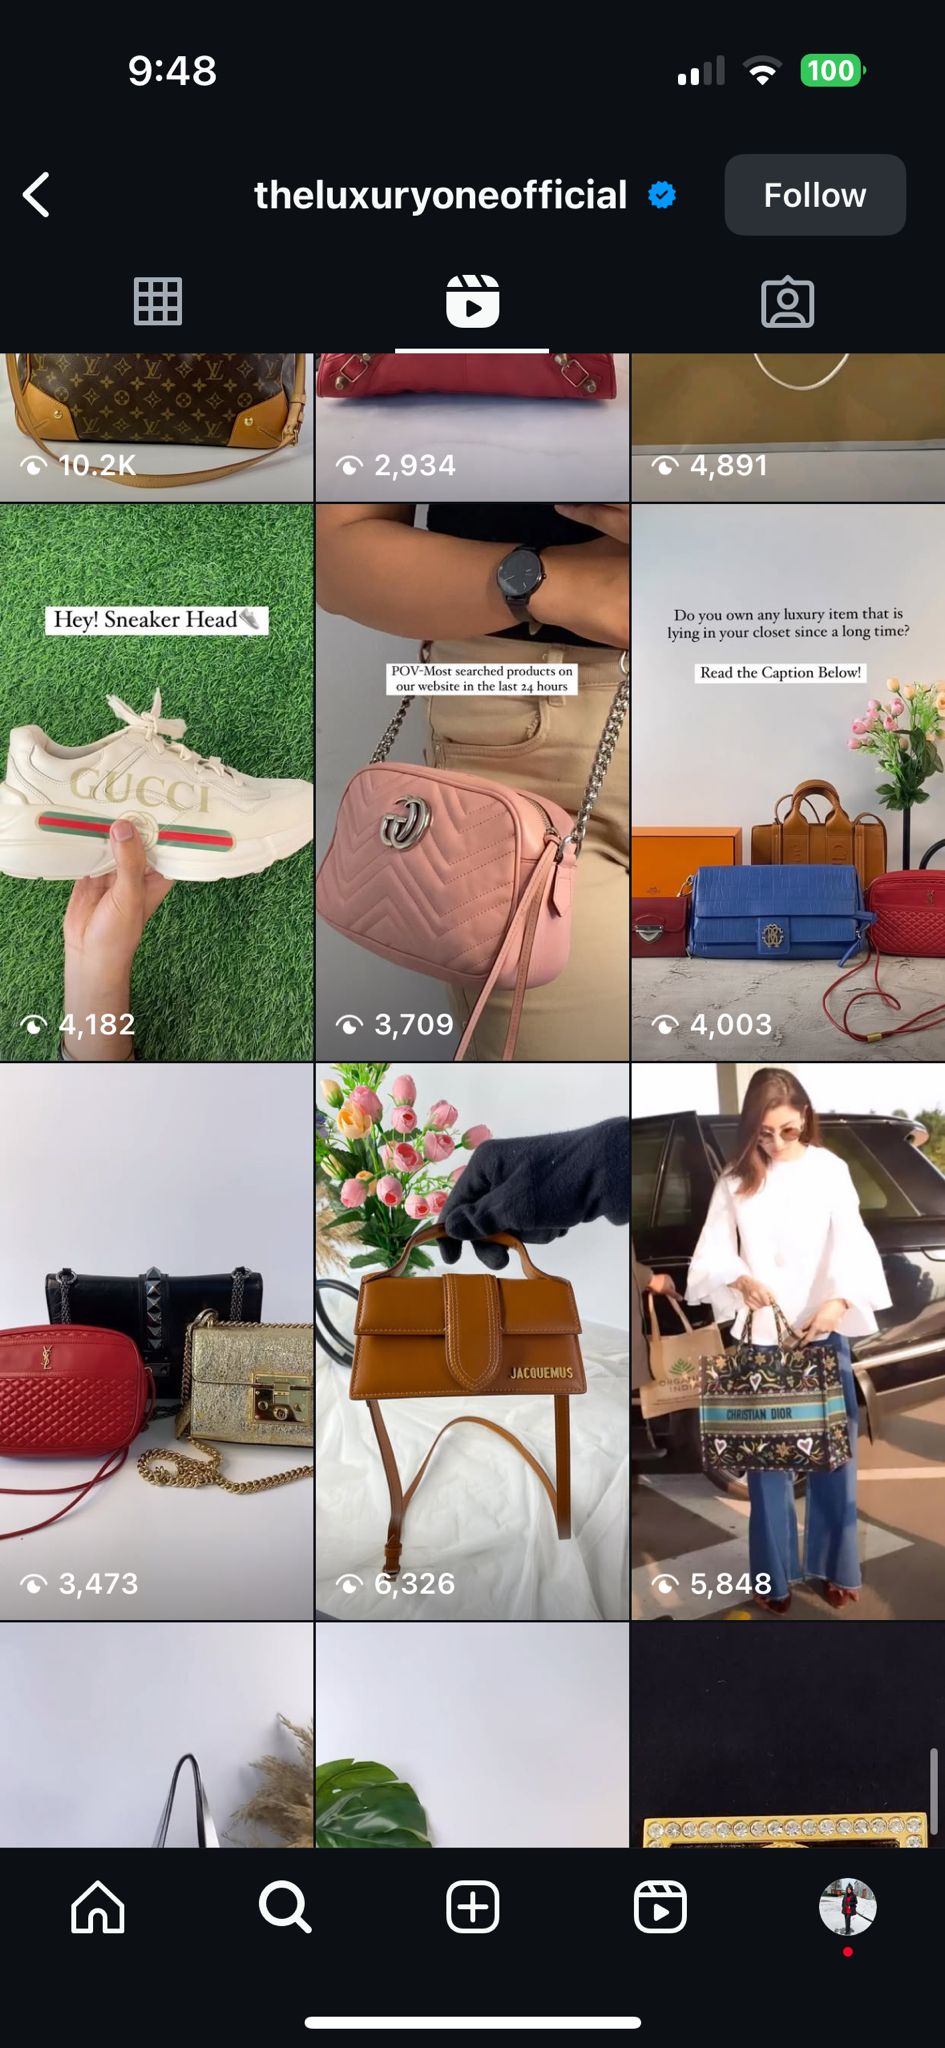 9:48
100
theluxuryoneofficial
Follow
10.2K
2,934
4,891
Hey! Sneaker Head
GUCCI
4,182
POV-Most searched products on
our website in the last 24 hours
3,709
Do you own any luxury item that is
lying in your closet since a long time?
Read the Caption Below!
4,003
YSL
3,473
JACQUEMUS
6,326
ORGANIC
INDIA
CHRISTIAN DIOR
5,848